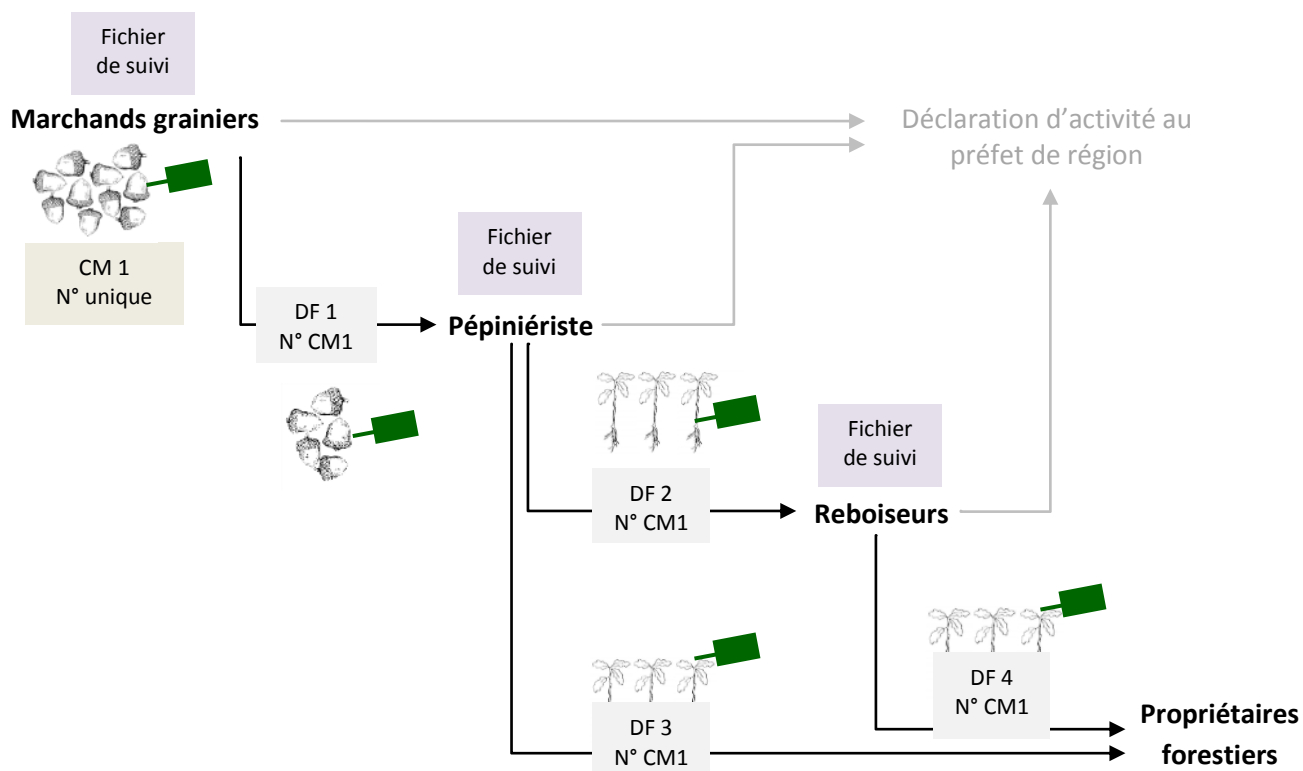 Fichier
de suivi
Marchands grainiers
Déclaration d’activité au
préfet de région
CM 1
N° unique
Fichier
de suivi
DF 1
N° CM1
Pépiniériste
Fichier
de suivi
DF 2
N° CM1
Reboiseurs
DF 4
N° CM1
DF 3
N° CM1
Propriétaires
forestiers